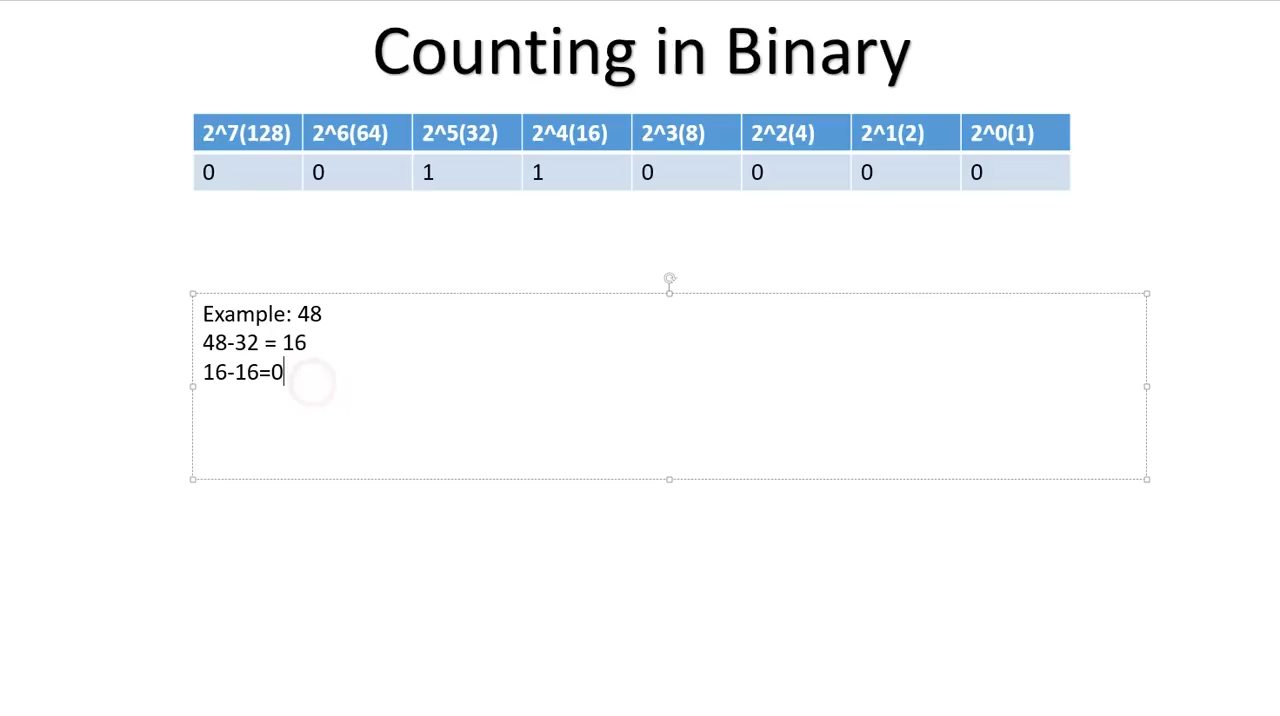 Counting in Binary
2^7(128) 2^6(64) 2^5(32) 2^4(16) 2^3(8) 2^2(4) 2^1(2) 2^0(1)
0 0 1 1 0 0 0 0
Example: 48
48-32 = 16
16-16=0